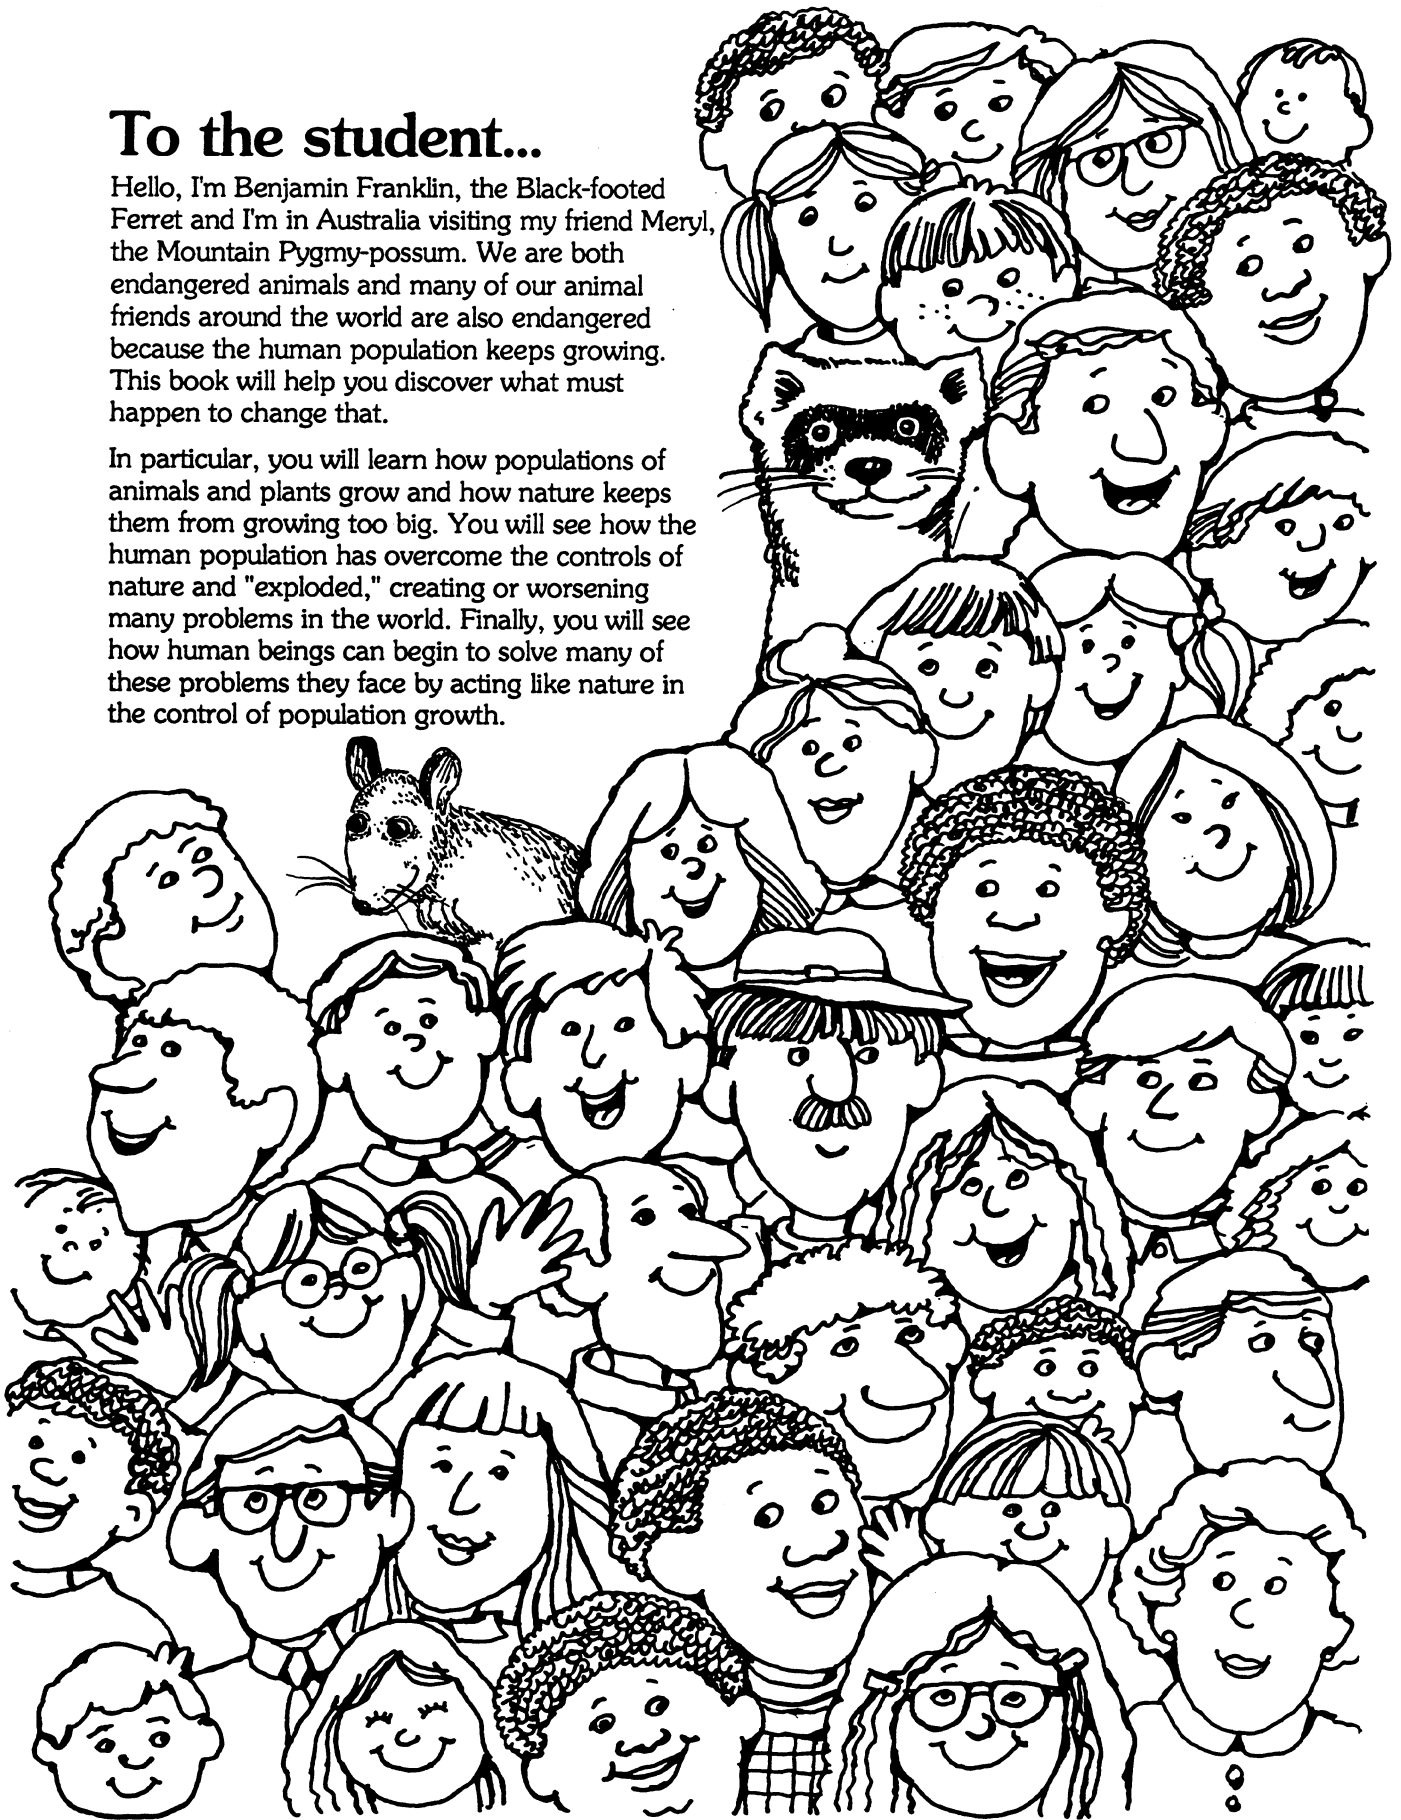 To the student...
Hello, I'm Benjamin Franklin, the Black-footed
Ferret and I'm in Australia visiting my friend Meryl,
the Mountain Pygmy-possum. We are both
endangered animals and many of our animal
friends around the world are also endangered
because the human population keeps growing.
This book will help you discover what must
happen to change that.
In particular, you will learn how populations of
animals and plants grow and how nature keeps
them from growing too big. You will see how the
human population has overcome the controls of
nature and "exploded," creating or worsening
many problems in the world. Finally, you will see
how human beings can begin to solve many of
these problems they face by acting like nature in
the control of population growth.